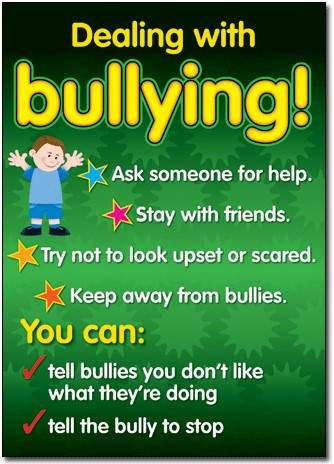 Dealing with
bullying!
Ask someone for help.
Stay with friends.
Try not to look upset or scared.
Keep away from bullies.
You can:
tell bullies you don't like
what they're doing
tell the bully to stop